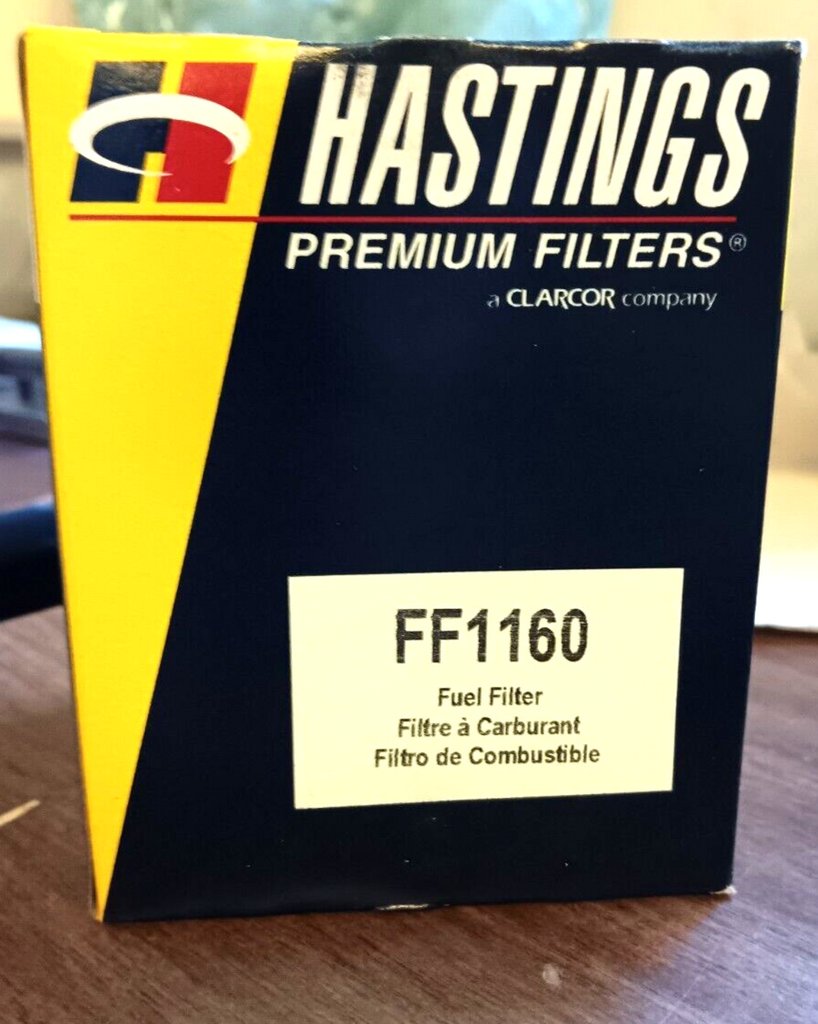 HASTINGS
PREMIUM FILTERS®
a CLARCOR company
FF1160
Fuel Filter
Filtre à Carburant
Filtro de Combustible